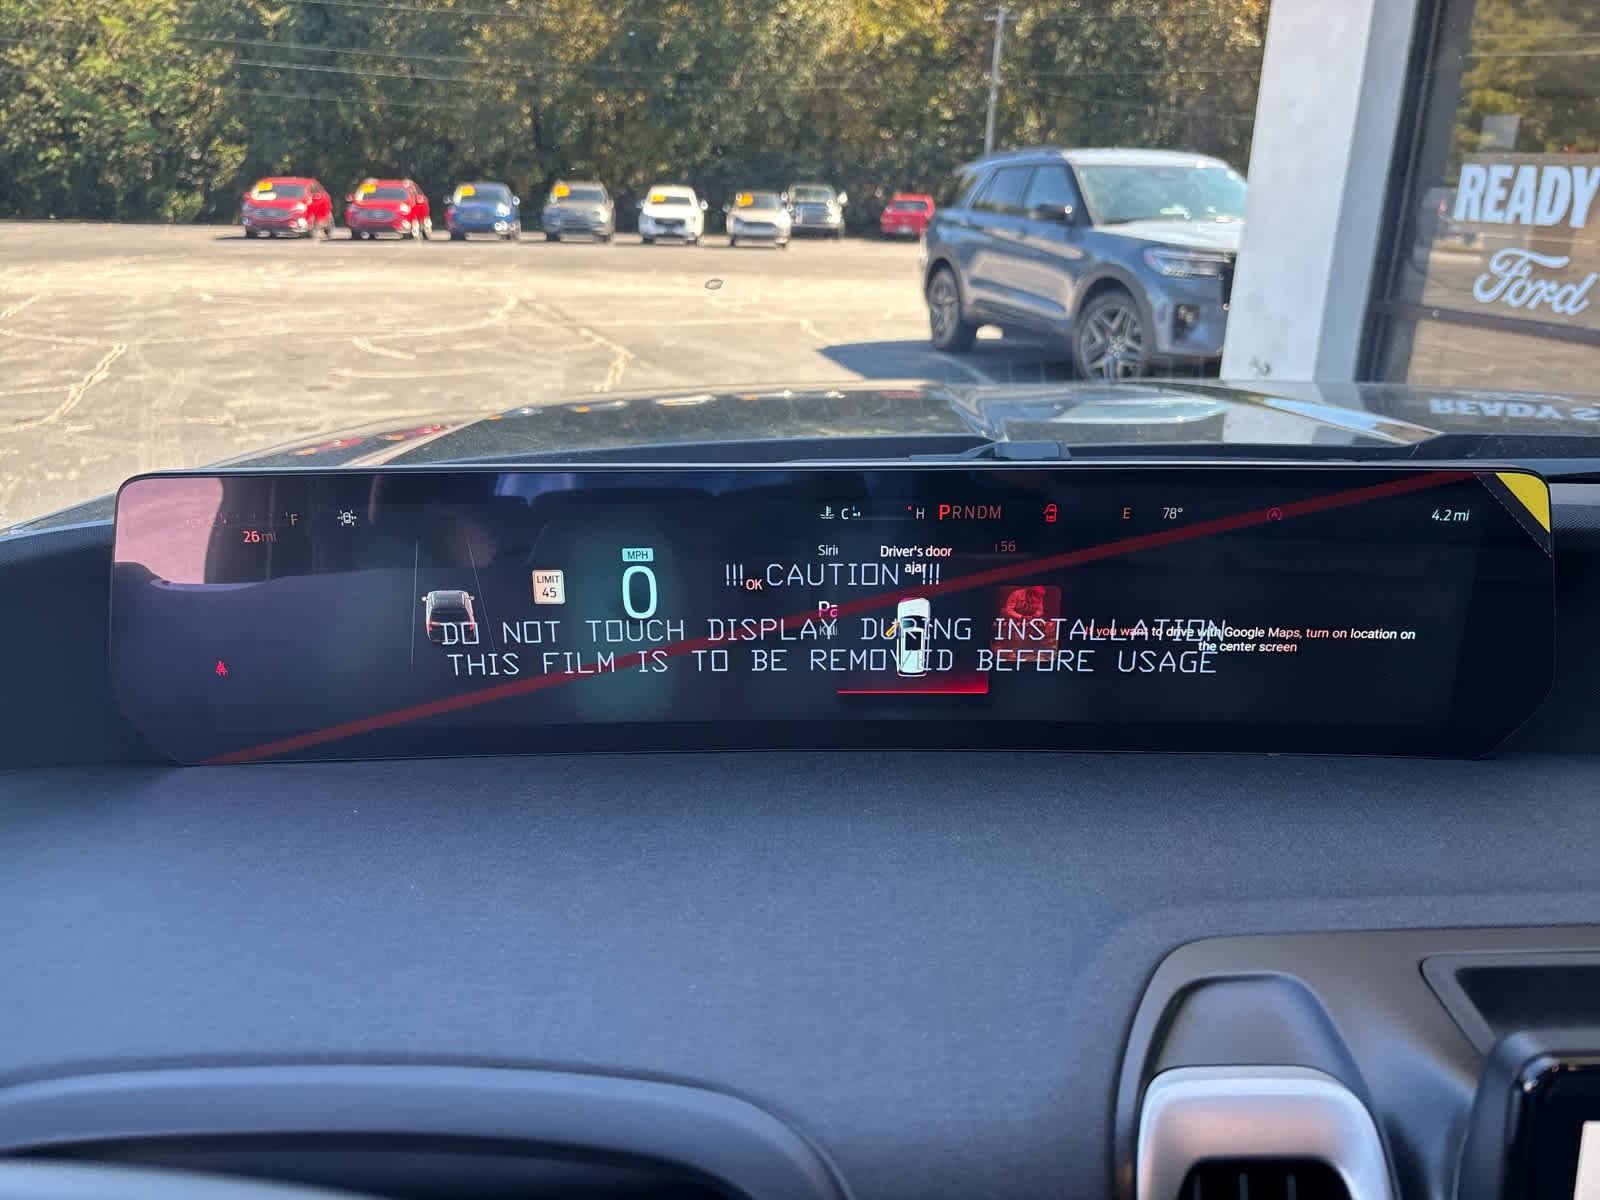 READY
Ford
READY S
F
C
H
PRNDM
E
78°
4.2 mi
26 mi
MPH
0
LIMIT
45
Driver's door
ajar
56
!!! CAUTION !!!
OK
DO NOT TOUCH DISPLAY DURING INSTALLATION
If you want to drive with Google Maps, turn on location on
the center screen
THIS FILM IS TO BE REMOVED BEFORE USAGE